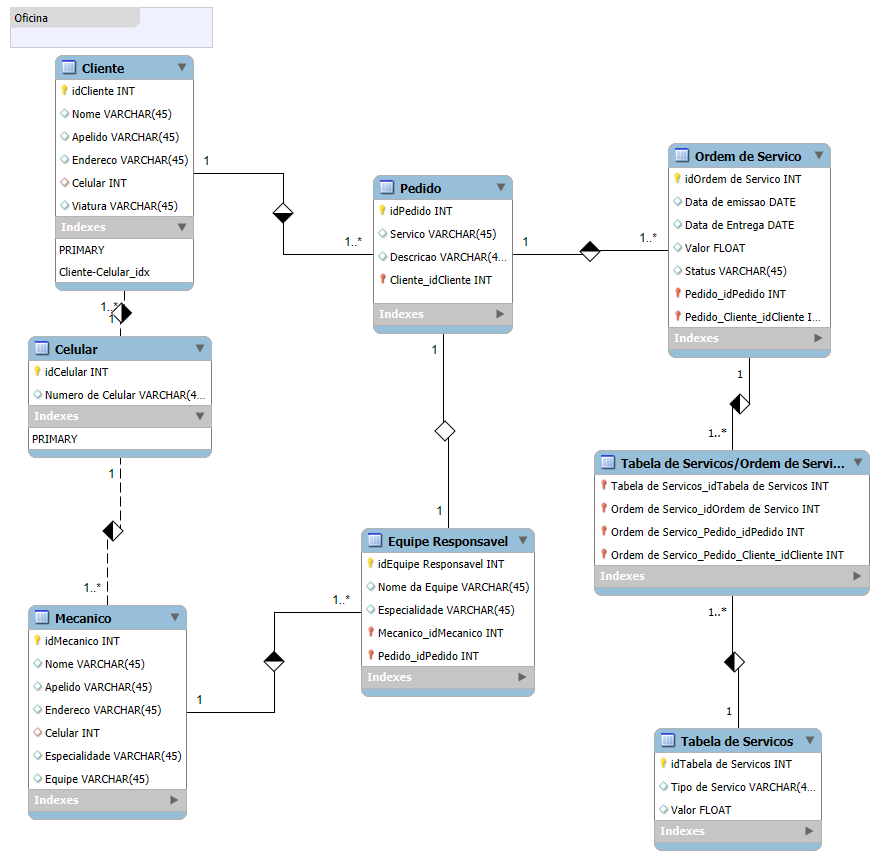 Oficina
Cliente
idCliente INT
Nome VARCHAR(45)
Apelido VARCHAR(45)
Endereco VARCHAR(45)
Celular INT
Viatura VARCHAR(45)
Indexes
PRIMARY
Cliente-Celular_idx
1
1..*
Pedido
idPedido INT
Servico VARCHAR(45)
Descricao VARCHAR(4...
Cliente_idCliente INT
Indexes
1
1..*
Ordem de Servico
idOrdem de Servico INT
Data de emissao DATE
Data de Entrega DATE
Valor FLOAT
Status VARCHAR(45)
Pedido_idPedido INT
Pedido_Cliente_idCliente I...
Indexes
1..*
1
Celular
idCelular INT
Numero de Celular VARCHAR(4...
Indexes
PRIMARY
1
1..*
1
1
1
1..*
Tabela de Servicos/Ordem de Servi...
Tabela de Servicos_idTabela de Servicos INT
Ordem de Servico_idOrdem de Servico INT
Ordem de Servico_Pedido_idPedido INT
Ordem de Servico_Pedido_Cliente_idCliente INT
Indexes
Equipe Responsavel
idEquipe Responsavel INT
Nome da Equipe VARCHAR(45)
Especialidade VARCHAR(45)
Mecanico_idMecanico INT
Pedido_idPedido INT
Indexes
1..*
1
Mecanico
idMecanico INT
Nome VARCHAR(45)
Apelido VARCHAR(45)
Endereco VARCHAR(45)
Celular INT
Especialidade VARCHAR(45)
Equipe VARCHAR(45)
Indexes
1..*
1
Tabela de Servicos
idTabela de Servicos INT
Tipo de Servico VARCHAR(4...
Valor FLOAT
Indexes